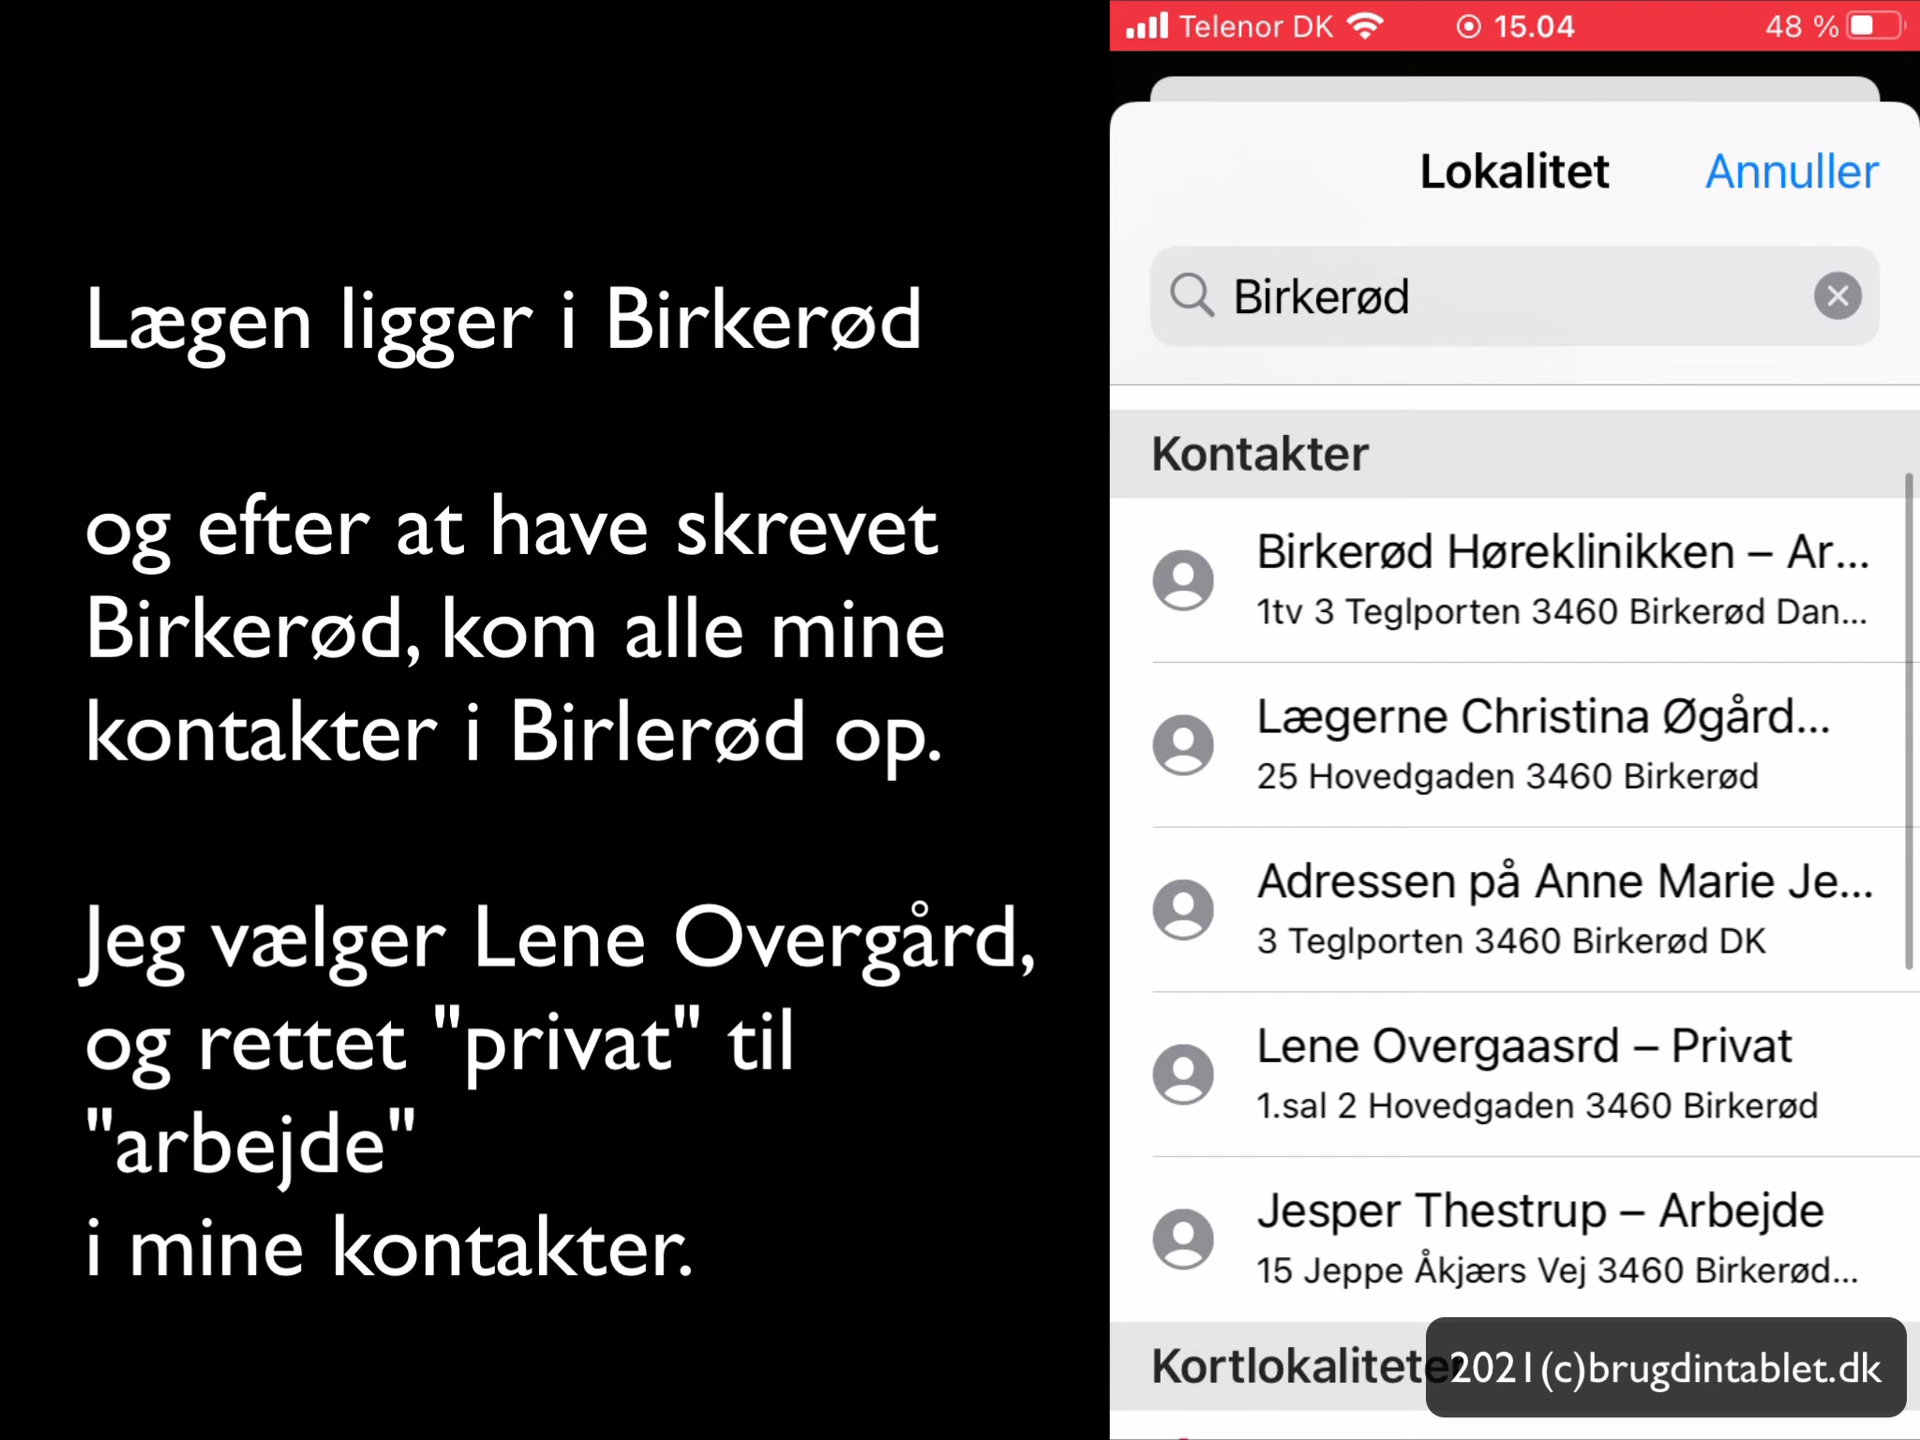 Lægen ligger i Birkerød
og efter at have skrevet
Birkerød, kom alle mine
kontakter i Birlerød op.
Jeg vælger Lene Overgård,
og rettet "privat" til
"arbejde"
i mine kontakter.
Telenor DK 15.04 48 %
Lokalitet Annuller
Birkerød
Kontakter
Birkerød Høreklinikken – Ar...
1tv 3 Teglporten 3460 Birkerød Dan...
Lægerne Christina Øgård...
25 Hovedgaden 3460 Birkerød
Adressen på Anne Marie Je...
3 Teglporten 3460 Birkerød DK
Lene Overgaasrd – Privat
1.sal 2 Hovedgaden 3460 Birkerød
Jesper Thestrup – Arbejde
15 Jeppe Åkjærs Vej 3460 Birkerød...
Kortlokaliteter
2021(c)brugdintablet.dk